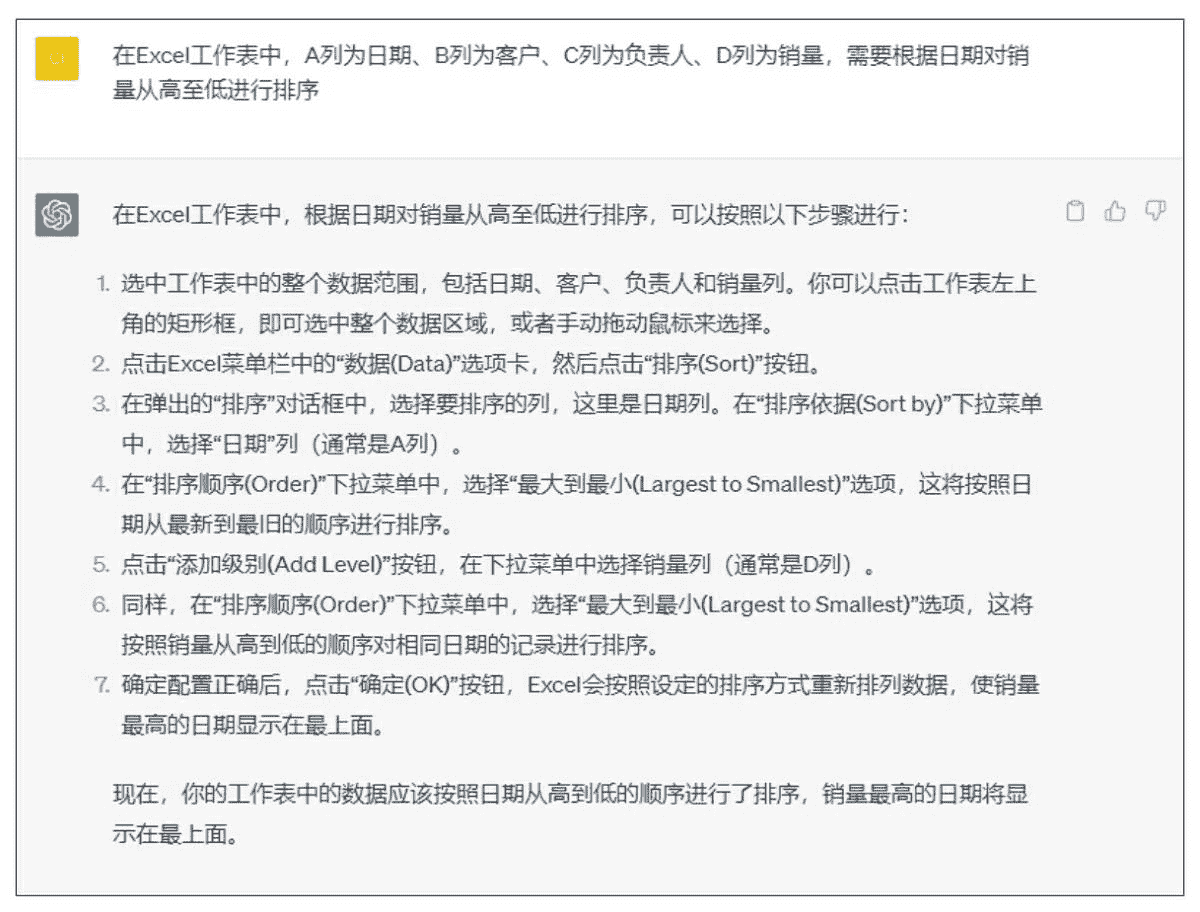 在Excel工作表中，A列为日期、B列为客户、C列为负责人、D列为销量，需要根据日期对销
量从高至低进行排序
在Excel工作表中，根据日期对销量从高至低进行排序，可以按照以下步骤进行：
1. 选中工作表中的整个数据范围，包括日期、客户、负责人和销量列。你可以点击工作表左上
角的矩形框，即可选中整个数据区域，或者手动拖动鼠标来选择。
2. 点击Excel菜单栏中的“数据(Data)”选项卡，然后点击“排序(Sort)”按钮。
3. 在弹出的“排序”对话框中，选择要排序的列，这里是日期列。在“排序依据(Sort by)”下拉菜单
中，选择“日期”列（通常是A列）。
4. 在“排序顺序(Order)”下拉菜单中，选择“最大到最小(Largest to Smallest)”选项，这将按照日
期从最新到最旧的顺序进行排序。
5. 点击“添加级别(Add Level)”按钮，在下拉菜单中选择销量列（通常是D列）。
6. 同样，在“排序顺序(Order)”下拉菜单中，选择“最大到最小(Largest to Smallest)”选项，这将
按照销量从高到低的顺序对相同日期的记录进行排序。
7. 确定配置正确后，点击“确定(OK)”按钮，Excel会按照设定的排序方式重新排列数据，使销量
最高的日期显示在最上面。
现在，你的工作表中的数据应该按照日期从高到低的顺序进行了排序，销量最高的日期将显
示在最上面。